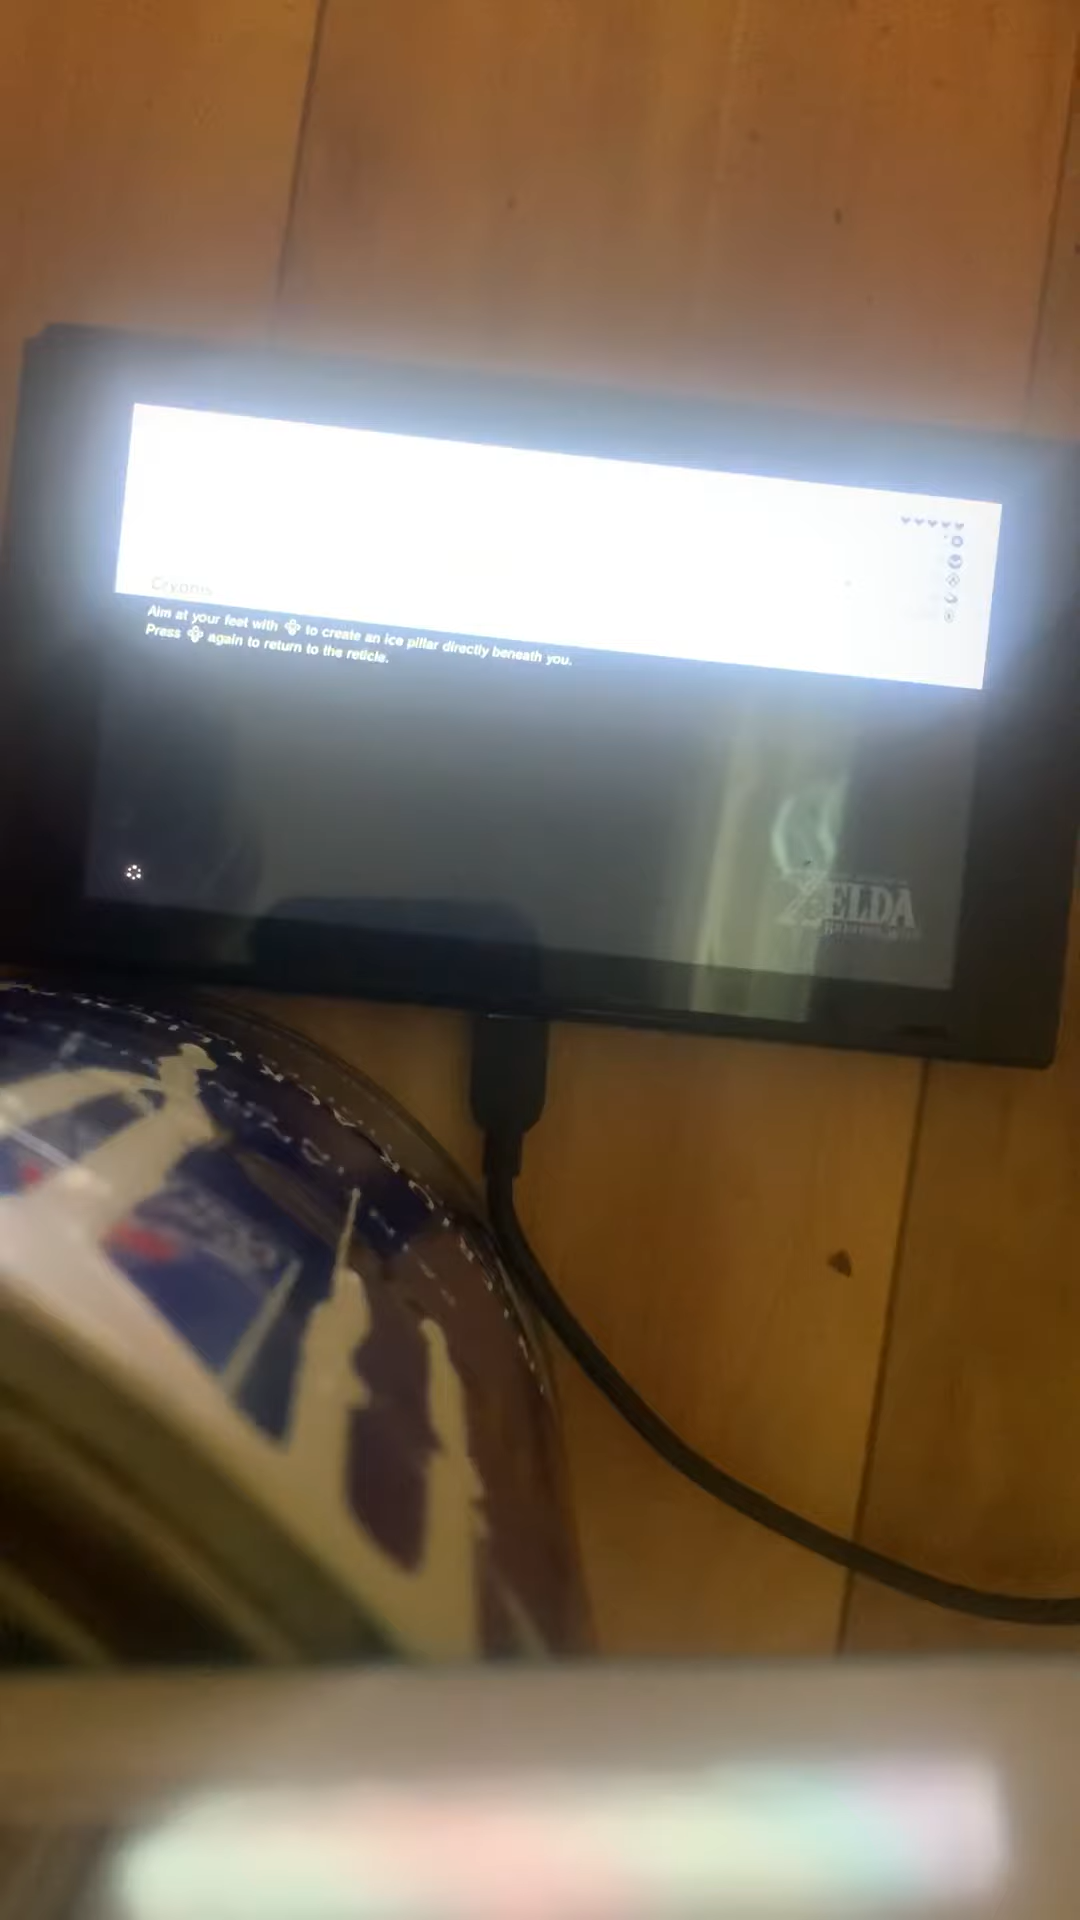 Cryonis
Aim at your feet with to create an ice pillar directly beneath you.
Press again to return to the reticle.
ZELDA